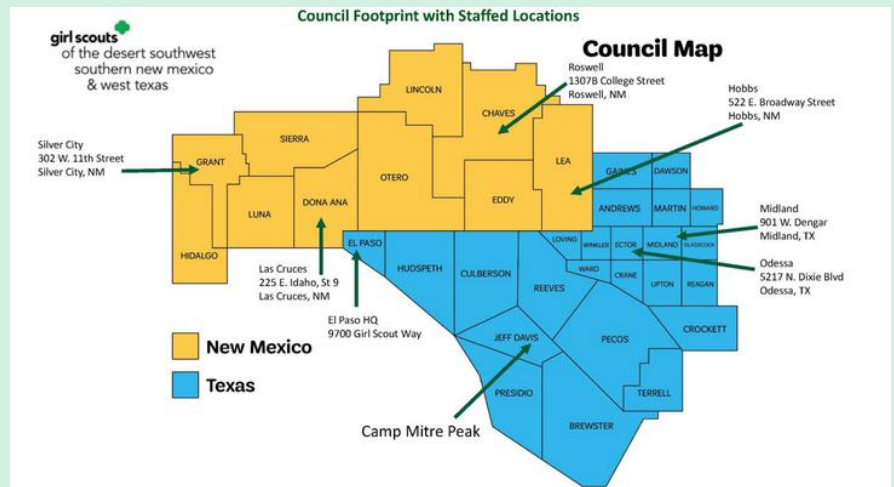 Council Footprint with Staffed Locations
girl scouts
of the desert southwest
southern new mexico
& west texas
Council Map
Roswell
1307B College Street
Roswell, NM
Hobbs
522 E. Broadway Street
Hobbs, NM
Silver City
302 W. 11th Street
Silver City, NM
LINCOLN
CHAVES
SIERRA
GRANT
OTERO
LEA
EDDY
DONA ANA
LUNA
HIDALGO
GAINES
DAWSON
ANDREWS
MARTIN
HOWARD
Midland
901 W. Dengar
Midland, TX
EL PASO
HUDSPETH
CULBERSON
LOVING
WINKLER
ECTOR
MIDLAND
GLASSCOCK
Odessa
5217 N. Dixie Blvd
Odessa, TX
WARD
CRANE
UPTON
REAGAN
REEVES
Las Cruces
225 E. Idaho, St 9
Las Cruces, NM
El Paso HQ
9700 Girl Scout Way
CROCKETT
JEFF DAVIS
PECOS
New Mexico
Texas
PRESIDIO
TERRELL
BREWSTER
Camp Mitre Peak